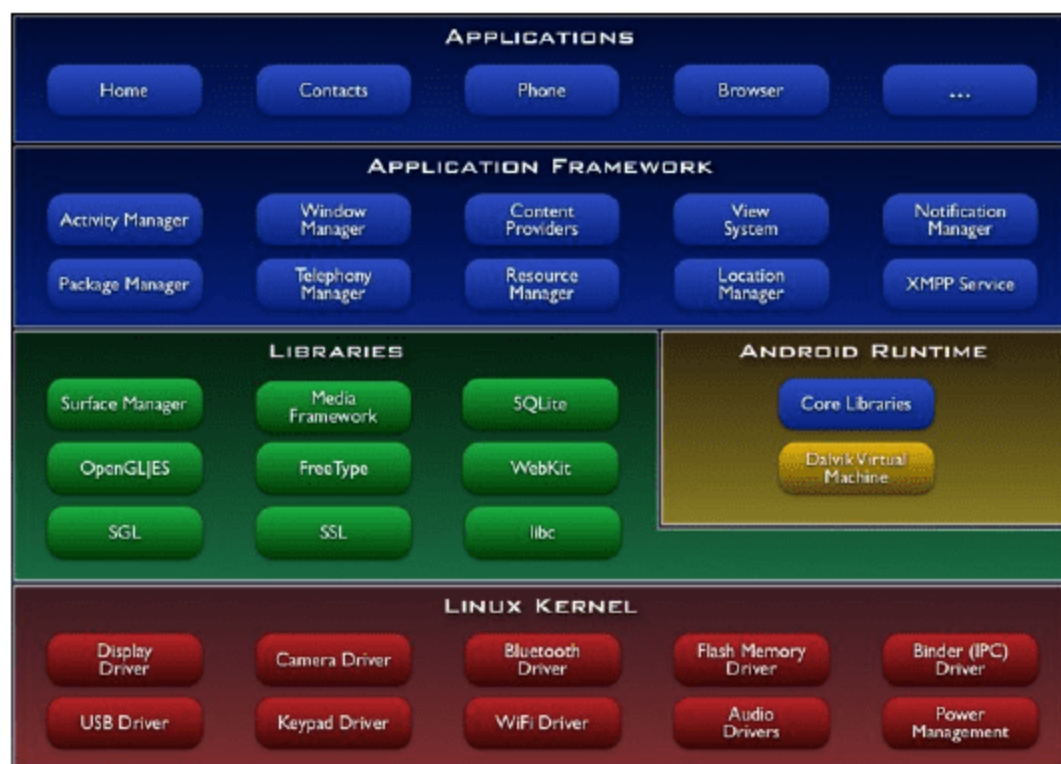 APPLICATIONS
Home
Contacts
Phone
Browser
...
APPLICATION FRAMEWORK
Activity Manager
Window
Manager
Content
Providers
View
System
Notification
Manager
Package Manager
Telephony
Manager
Resource
Manager
Location
Manager
XMPP Service
LIBRARIES
Surface Manager
Media
Framework
SQLite
OpenGL|ES
FreeType
WebKit
SGL
SSL
libc
ANDROID RUNTIME
Core Libraries
Dalvik Virtual
Machine
LINUX KERNEL
Display
Driver
Camera Driver
Bluetooth
Driver
Flash Memory
Driver
Binder (IPC)
Driver
USB Driver
Keypad Driver
WiFi Driver
Audio
Drivers
Power
Management